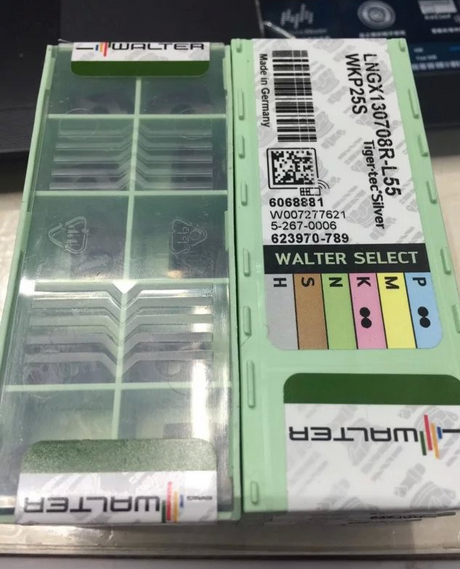 WALTER
LNGX130708R-L55
WKP25S
Tiger·tec®Silver
Made in Germany
6068881
W007277621
5-267-0006
623970-789
WALTER SELECT
H
S
N
K
M
P
WALTER
WALTER